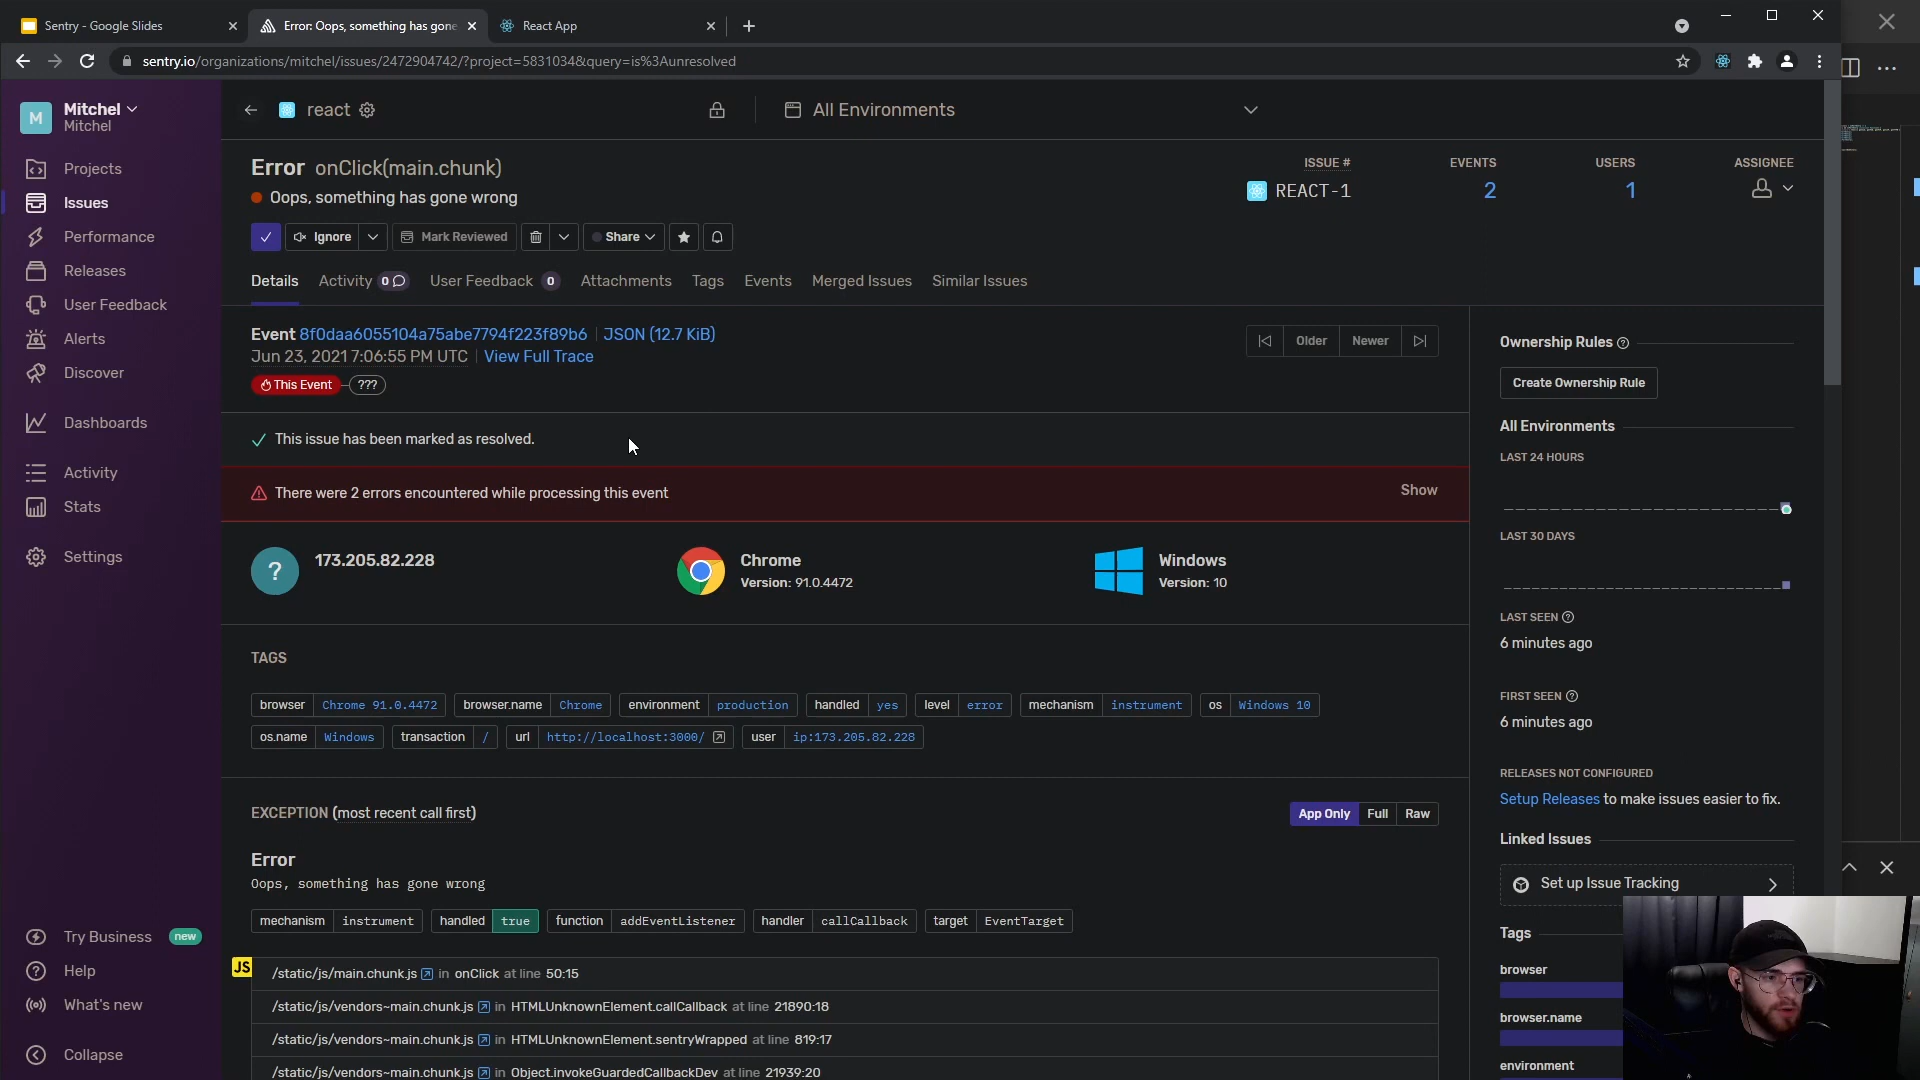 Sentry - Google Slides
Error: Oops, something has gone
React App
sentry.io/organizations/mitchel/issues/2472904742/?project=5831034&query=is%3Aunresolved
M
Mitchel
Mitchel
Projects
Issues
Performance
Releases
User Feedback
Alerts
Discover
Dashboards
Activity
Stats
Settings
Try Business new
Help
What's new
Collapse
react
All Environments
Error onClick(main.chunk)
Oops, something has gone wrong
ISSUE #
REACT-1
EVENTS
2
USERS
1
ASSIGNEE
Ignore
Mark Reviewed
Share
Details
Activity 0
User Feedback 0
Attachments
Tags
Events
Merged Issues
Similar Issues
Event 8f0daa6055104a75abe7794f223f89b6 JSON (12.7 KiB)
Jun 23, 2021 7:06:55 PM UTC View Full Trace
This Event ???
Older
Newer
This issue has been marked as resolved.
There were 2 errors encountered while processing this event
Show
?
173.205.82.228
Chrome
Version: 91.0.4472
Windows
Version: 10
TAGS
browser Chrome 91.0.4472 browser.name Chrome environment production handled yes level error mechanism instrument os Windows 10
os.name Windows transaction / url http://localhost:3000/ user ip:173.205.82.228
EXCEPTION (most recent call first)
App Only Full Raw
Error
Oops, something has gone wrong
mechanism instrument handled true function addEventListener handler callCallback target EventTarget
JS
/static/js/main.chunk.js in onClick at line 50:15
/static/js/vendors~main.chunk.js in HTMLUnknownElement.callCallback at line 21890:18
/static/js/vendors~main.chunk.js in HTMLUnknownElement.sentryWrapped at line 819:17
/static/js/vendors~main.chunk.js in Object.invokeGuardedCallbackDev at line 21939:20
Ownership Rules
Create Ownership Rule
All Environments
LAST 24 HOURS
LAST 30 DAYS
LAST SEEN
6 minutes ago
FIRST SEEN
6 minutes ago
RELEASES NOT CONFIGURED
Setup Releases to make issues easier to fix.
Linked Issues
Set up Issue Tracking
Tags
browser
browser.name
environment